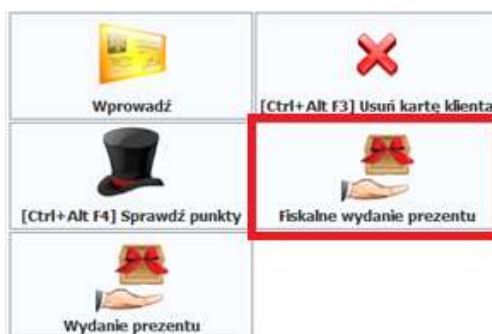 Wprowadź
[Ctrl+Alt F3] Usuń kartę klienta
[Ctrl+Alt F4] Sprawdź punkty
Fiskalne wydanie prezentu
Wydanie prezentu